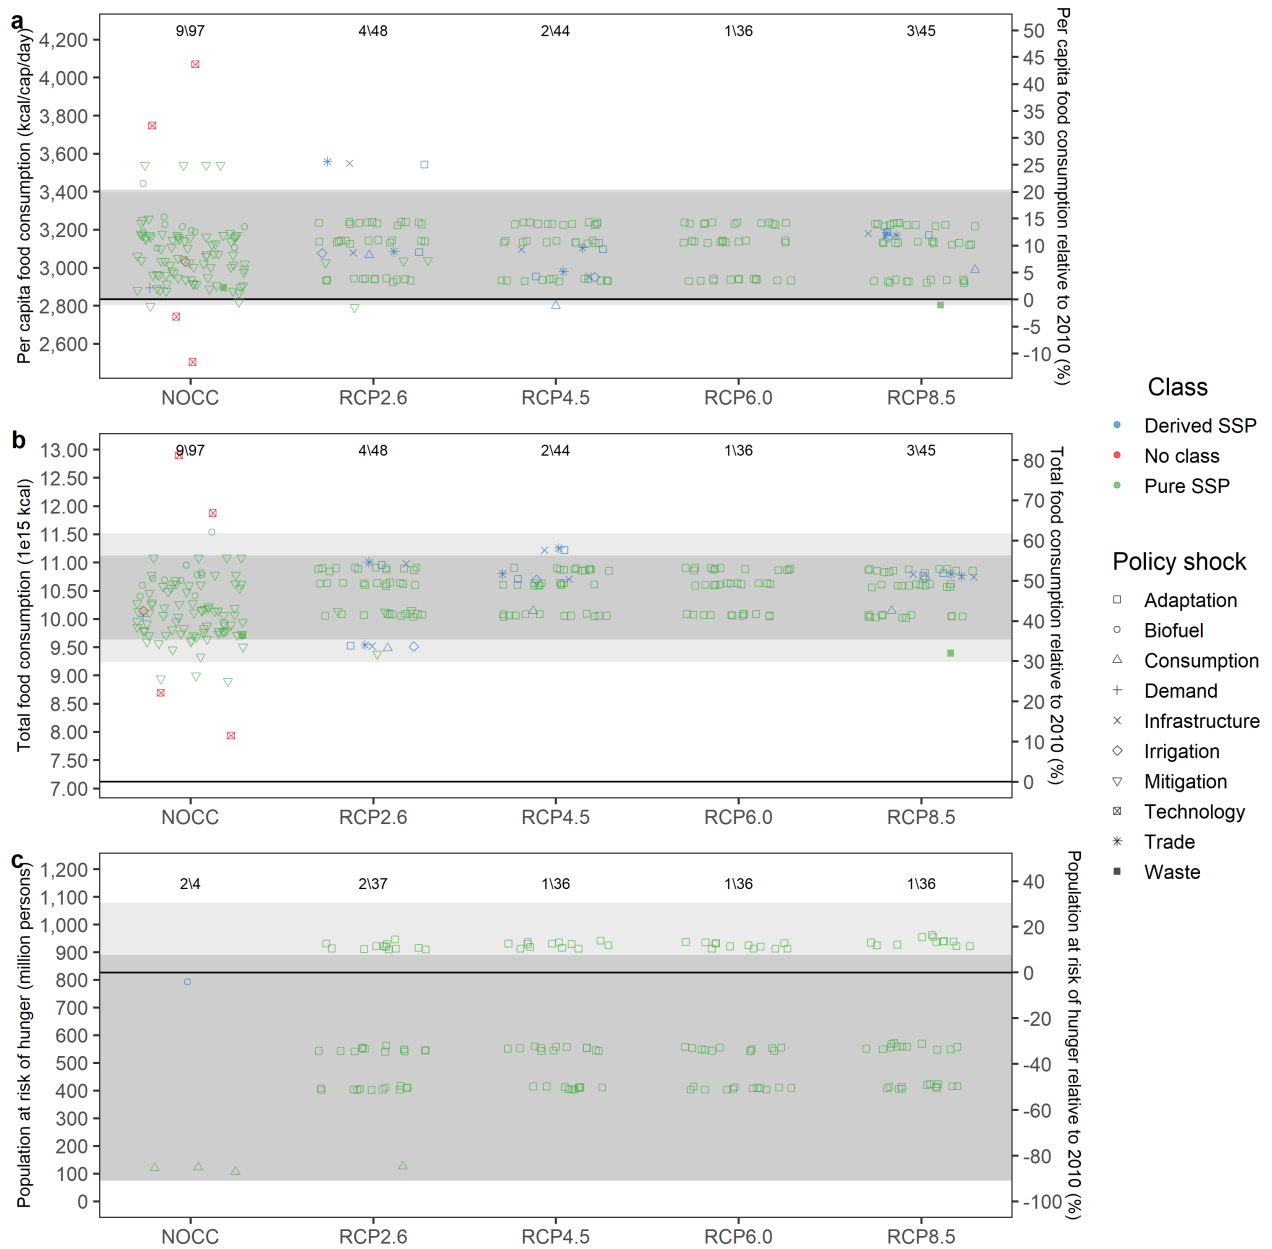 a
Per capita food consumption (kcal/cap/day)
4,200
4,000
3,800
3,600
3,400
3,200
3,000
2,800
2,600
9\97
4\48
2\44
1\36
3\45
50
45
40
35
30
25
20
15
10
5
0
-5
-10
Per capita food consumption relative to 2010 (%)
NOCC
RCP2.6
RCP4.5
RCP6.0
RCP8.5
b
Total food consumption (1e15 kcal)
13.00
12.50
12.00
11.50
11.00
10.50
10.00
9.50
9.00
8.50
8.00
7.50
7.00
9\97
4\48
2\44
1\36
3\45
80
70
60
50
40
30
20
10
0
Total food consumption relative to 2010 (%)
NOCC
RCP2.6
RCP4.5
RCP6.0
RCP8.5
c
Population at risk of hunger (million persons)
1,200
1,100
1,000
900
800
700
600
500
400
300
200
100
0
2\4
2\37
1\36
1\36
1\36
40
20
0
-20
-40
-60
-80
-100
Population at risk of hunger relative to 2010 (%)
NOCC
RCP2.6
RCP4.5
RCP6.0
RCP8.5
Class
Derived SSP
No class
Pure SSP
Policy shock
Adaptation
Biofuel
Consumption
Demand
Infrastructure
Irrigation
Mitigation
Technology
Trade
Waste